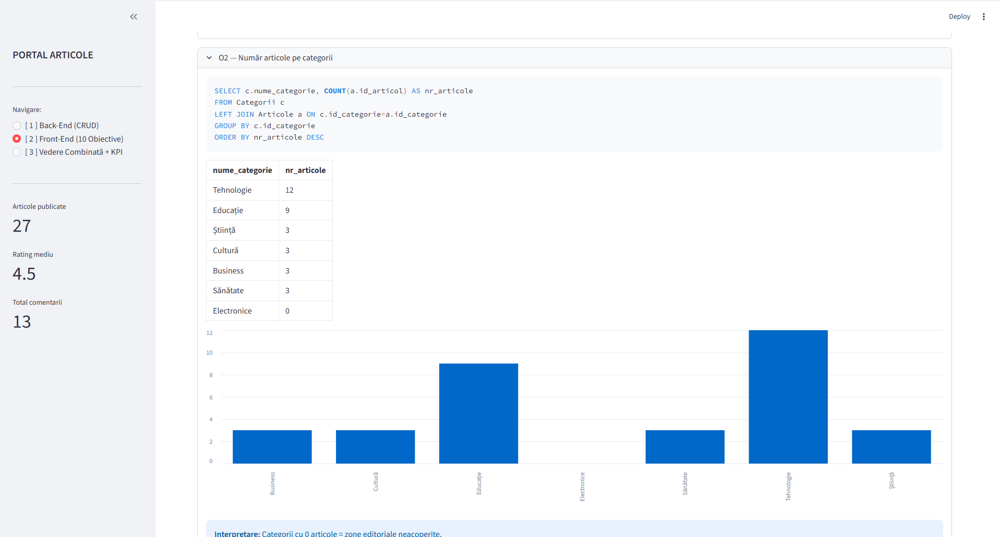 Deploy
PORTAL ARTICOLE
Navigare:
[ 1 ] Back-End (CRUD)
[ 2 ] Front-End (10 Obiective)
[ 3 ] Vedere Combinată + KPI
Articole publicate
27
Rating mediu
4.5
Total comentarii
13
O2 — Număr articole pe categorii
SELECT c.nume_categorie, COUNT(a.id_articol) AS nr_articole
FROM Categorii c
LEFT JOIN Articole a ON c.id_categorie=a.id_categorie
GROUP BY c.id_categorie
ORDER BY nr_articole DESC
nume_categorie nr_articole
Tehnologie 12
Educație 9
Știință 3
Cultură 3
Business 3
Sănătate 3
Electronice 0
12
10
8
6
4
2
0
Business
Cultură
Educație
Electronice
Sănătate
Tehnologie
Știință
Interpretare: Categorii cu 0 articole = zone editoriale neacoperite.